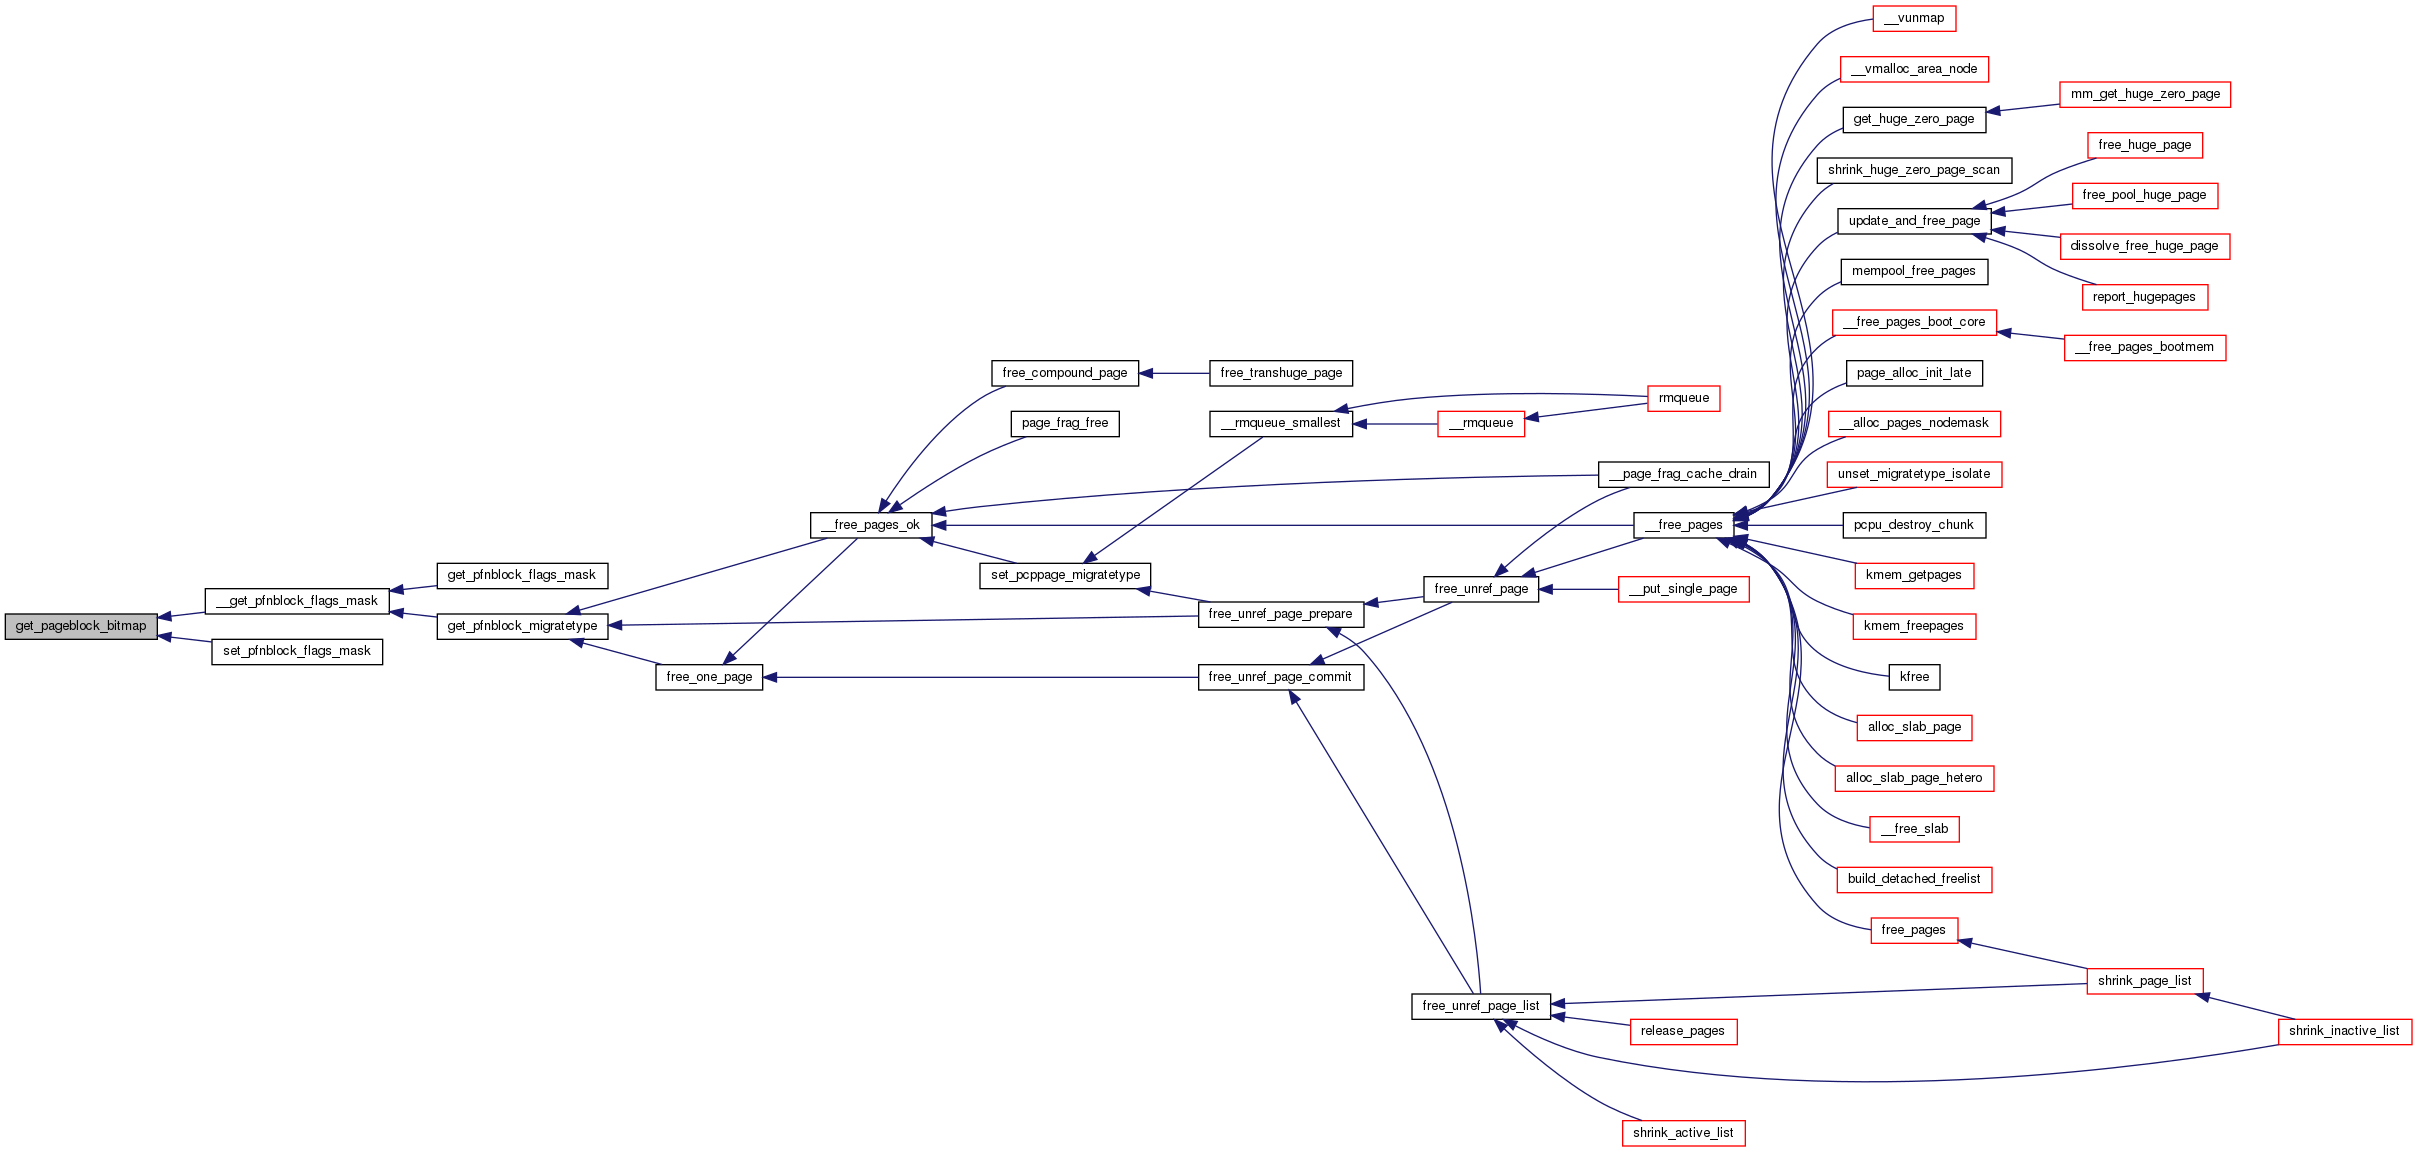 __vunmap
__vmalloc_area_node
mm_get_huge_zero_page
get_huge_zero_page
free_huge_page
shrink_huge_zero_page_scan
free_pool_huge_page
update_and_free_page
dissolve_free_huge_page
mempool_free_pages
report_hugepages
__free_pages_boot_core
__free_pages_bootmem
free_compound_page
free_transhuge_page
page_alloc_init_late
rmqueue
page_frag_free
__rmqueue_smallest
__rmqueue
__alloc_pages_nodemask
__page_frag_cache_drain
unset_migratetype_isolate
__free_pages_ok
__free_pages
pcpu_destroy_chunk
get_pfnblock_flags_mask
set_pcppage_migratetype
kmem_getpages
__get_pfnblock_flags_mask
free_unref_page
__put_single_page
get_pageblock_bitmap
get_pfnblock_migratetype
free_unref_page_prepare
kmem_freepages
set_pfnblock_flags_mask
free_one_page
free_unref_page_commit
kfree
alloc_slab_page
alloc_slab_page_hetero
__free_slab
build_detached_freelist
free_pages
shrink_page_list
free_unref_page_list
release_pages
shrink_inactive_list
shrink_active_list